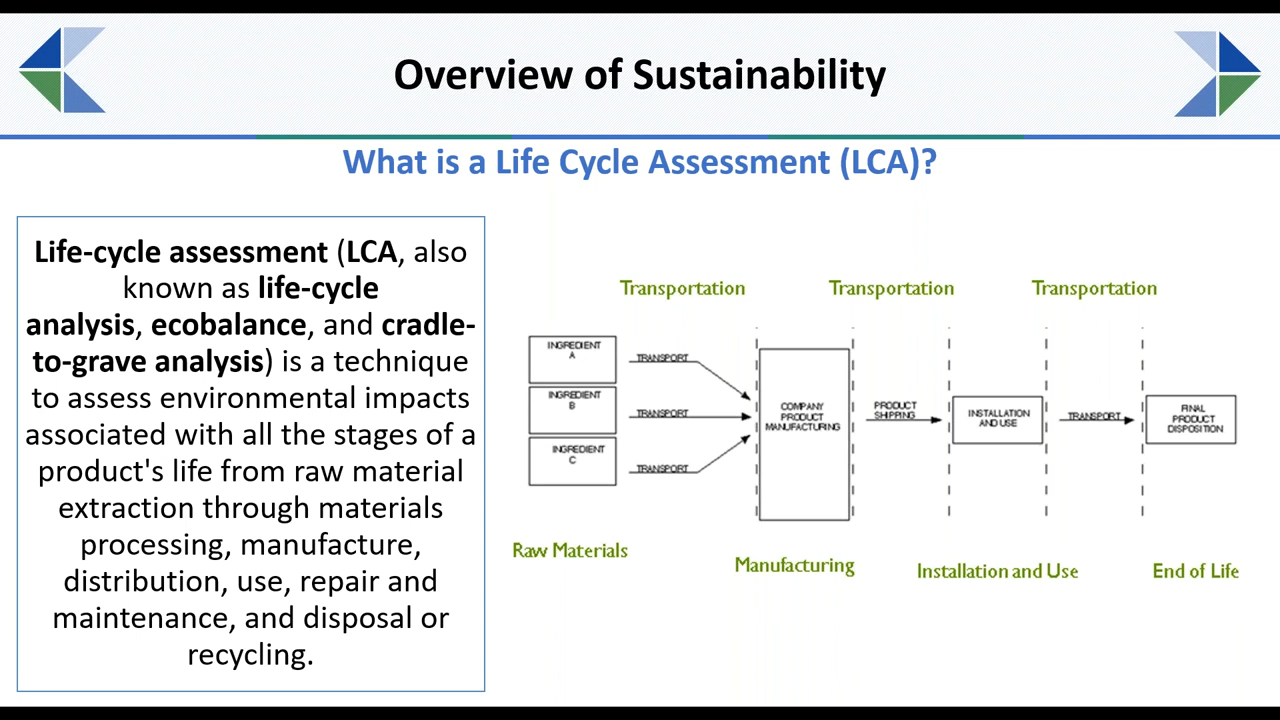 Overview of Sustainability
What is a Life Cycle Assessment (LCA)?
Life-cycle assessment (LCA, also
known as life-cycle
analysis, ecobalance, and cradle-
to-grave analysis) is a technique
to assess environmental impacts
associated with all the stages of a
product's life from raw material
extraction through materials
processing, manufacture,
distribution, use, repair and
maintenance, and disposal or
recycling.
Transportation
Transportation
Transportation
INGREDIENT
A
INGREDIENT
B
INGREDIENT
C
TRANSPORT
TRANSPORT
TRANSPORT
COMPANY
PRODUCT
MANUFACTURING
PRODUCT
SHIPPING
INSTALLATION
AND USE
TRANSPORT
FINAL
PRODUCT
DISPOSITION
Raw Materials
Manufacturing
Installation and Use
End of Life